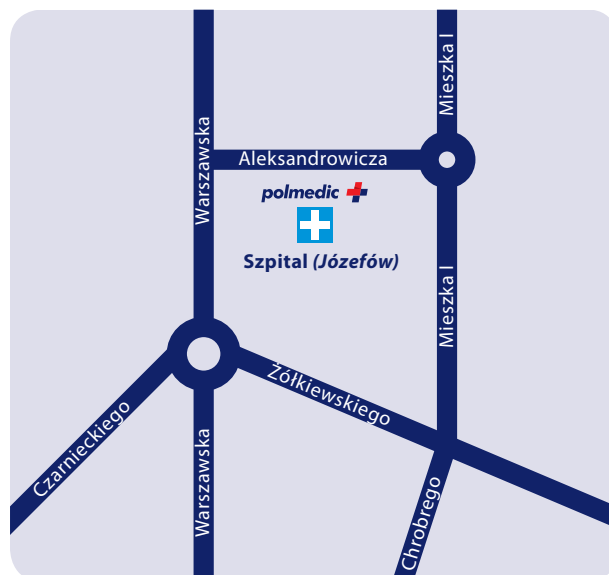 Mieszka I
Warszawska
Aleksandrowicza
polmedic
Szpital (Józefów)
Mieszka I
Żółkiewskiego
Czarnieckiego
Warszawska
Chrobrego